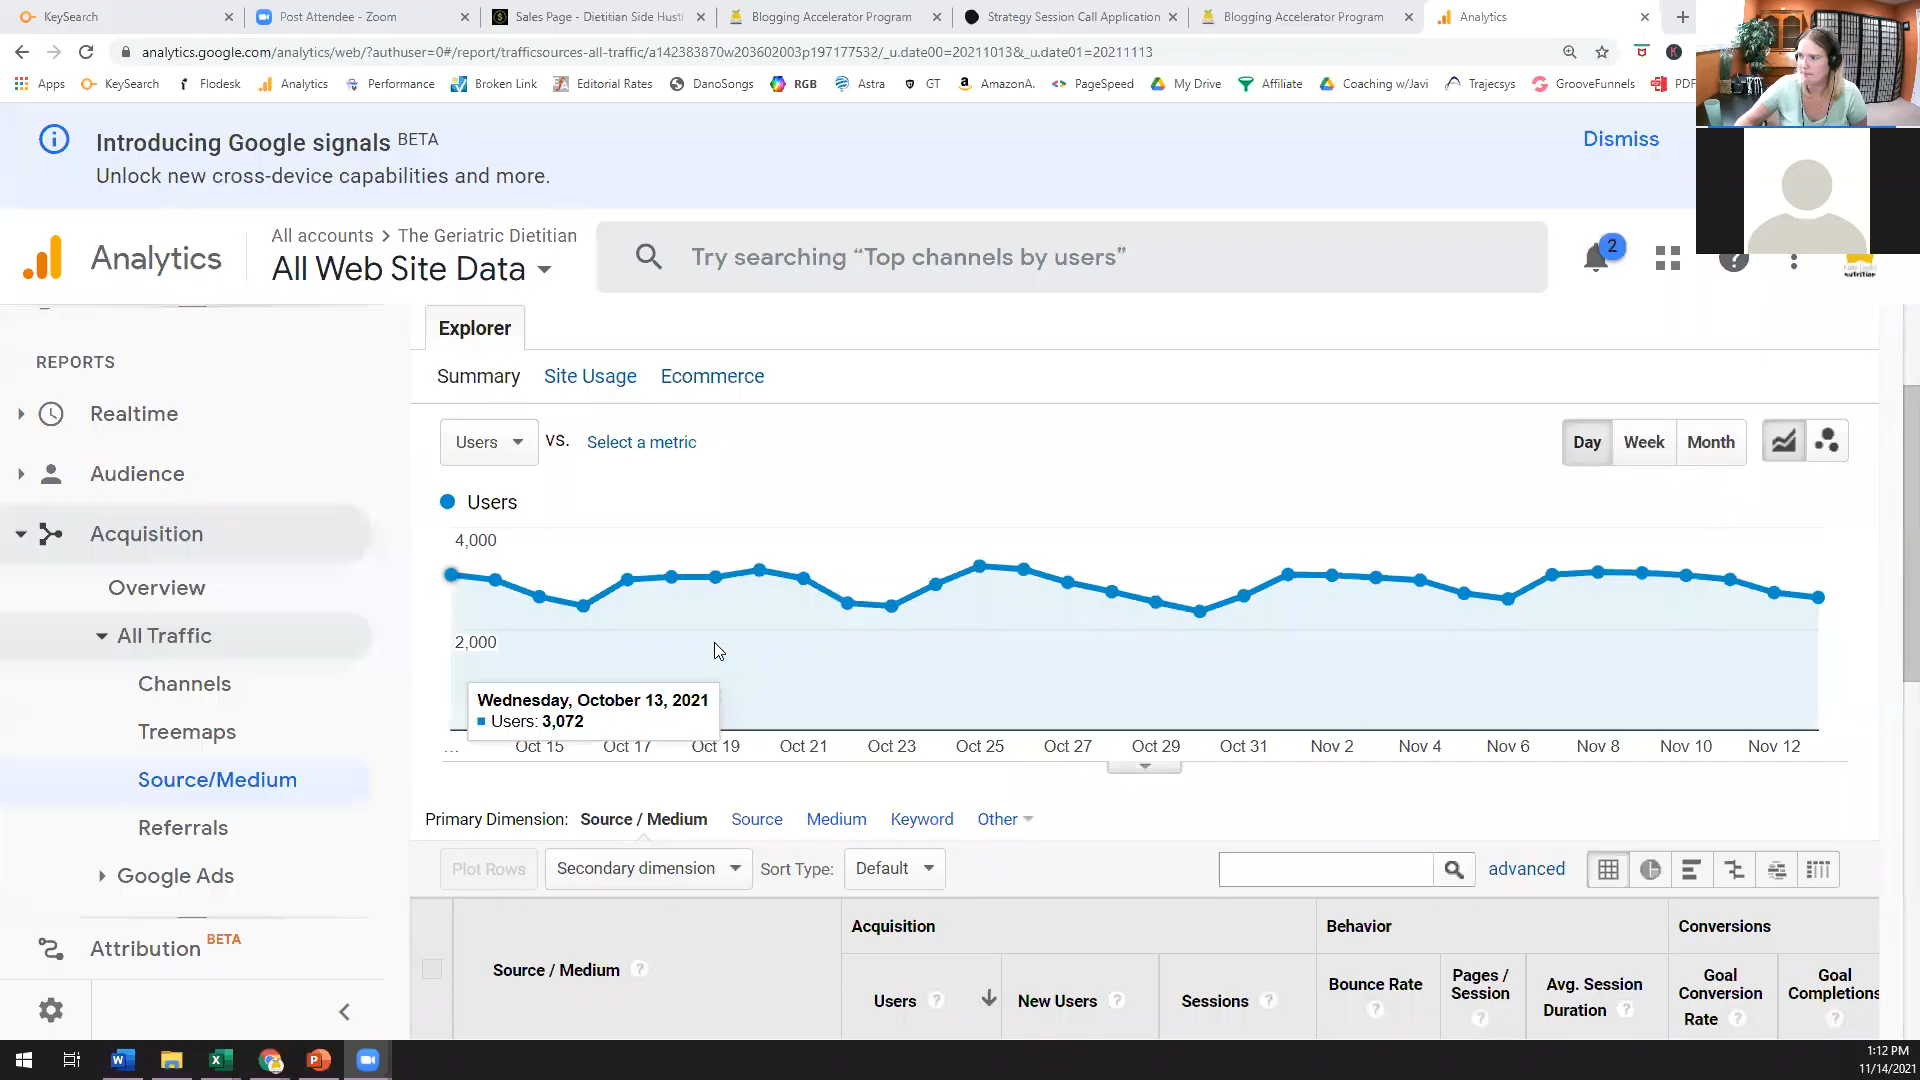 KeySearch
Post Attendee - Zoom
Sales Page - Dietitian Side Hust
Blogging Accelerator Program
Strategy Session Call Application
Blogging Accelerator Program
Analytics
analytics.google.com/analytics/web/?authuser=0#/report/trafficsources-all-traffic/a142383870w203602003p197177532/_u.date00=20211013&_u.date01=20211113
Apps
KeySearch
Flodesk
Analytics
Performance
Broken Link
Editorial Rates
DanoSongs
RGB
Astra
GT
AmazonA.
PageSpeed
My Drive
Affiliate
Coaching w/Javi
Trajecsys
GrooveFunnels
PDF
Introducing Google signals BETA
Unlock new cross-device capabilities and more.
Dismiss
Analytics
All accounts > The Geriatric Dietitian
All Web Site Data
Try searching “Top channels by users”
2
nutrition
REPORTS
Realtime
Audience
Acquisition
Overview
All Traffic
Channels
Treemaps
Source/Medium
Referrals
Google Ads
Attribution BETA
Explorer
Summary
Site Usage
Ecommerce
Users
VS.
Select a metric
Day
Week
Month
Users
4,000
2,000
Wednesday, October 13, 2021
Users: 3,072
...
Oct 15
Oct 17
Oct 19
Oct 21
Oct 23
Oct 25
Oct 27
Oct 29
Oct 31
Nov 2
Nov 4
Nov 6
Nov 8
Nov 10
Nov 12
Primary Dimension:
Source / Medium
Source
Medium
Keyword
Other
Plot Rows
Secondary dimension
Sort Type:
Default
advanced
Source / Medium ?
Acquisition
Behavior
Conversions
Users ?
New Users ?
Sessions ?
Bounce Rate
?
Pages /
Session
?
Avg. Session
Duration ?
Goal
Conversion
Rate ?
Goal
Completions
?
1:12 PM
11/14/2021